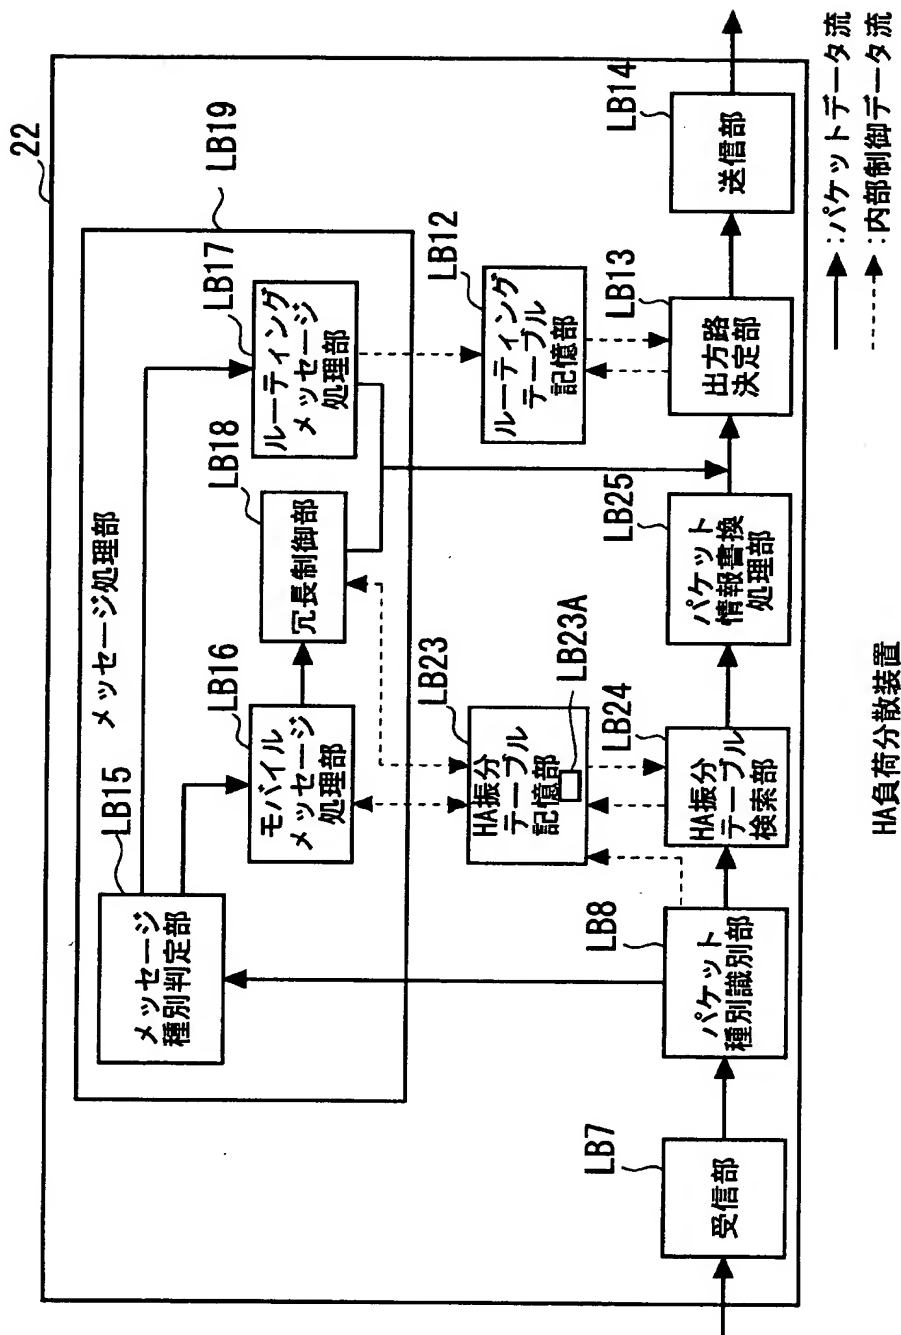 22
LB19
メッセージ処理部
LB15
メッセージ
種別判定部
LB16
モバイル
メッセージ
処理部
LB18
冗長制御部
LB17
ルーティング
メッセージ
処理部
LB23
HA振分
テーブル
記憶部
LB23A
LB12
ルーティング
テーブル
記憶部
LB7
受信部
LB8
パケット
種別識別部
LB24
HA振分
テーブル
検索部
LB25
パケット
情報書換
処理部
LB13
出方路
決定部
LB14
送信部
:パケットデータ流
:内部制御データ流
HA負荷分散装置